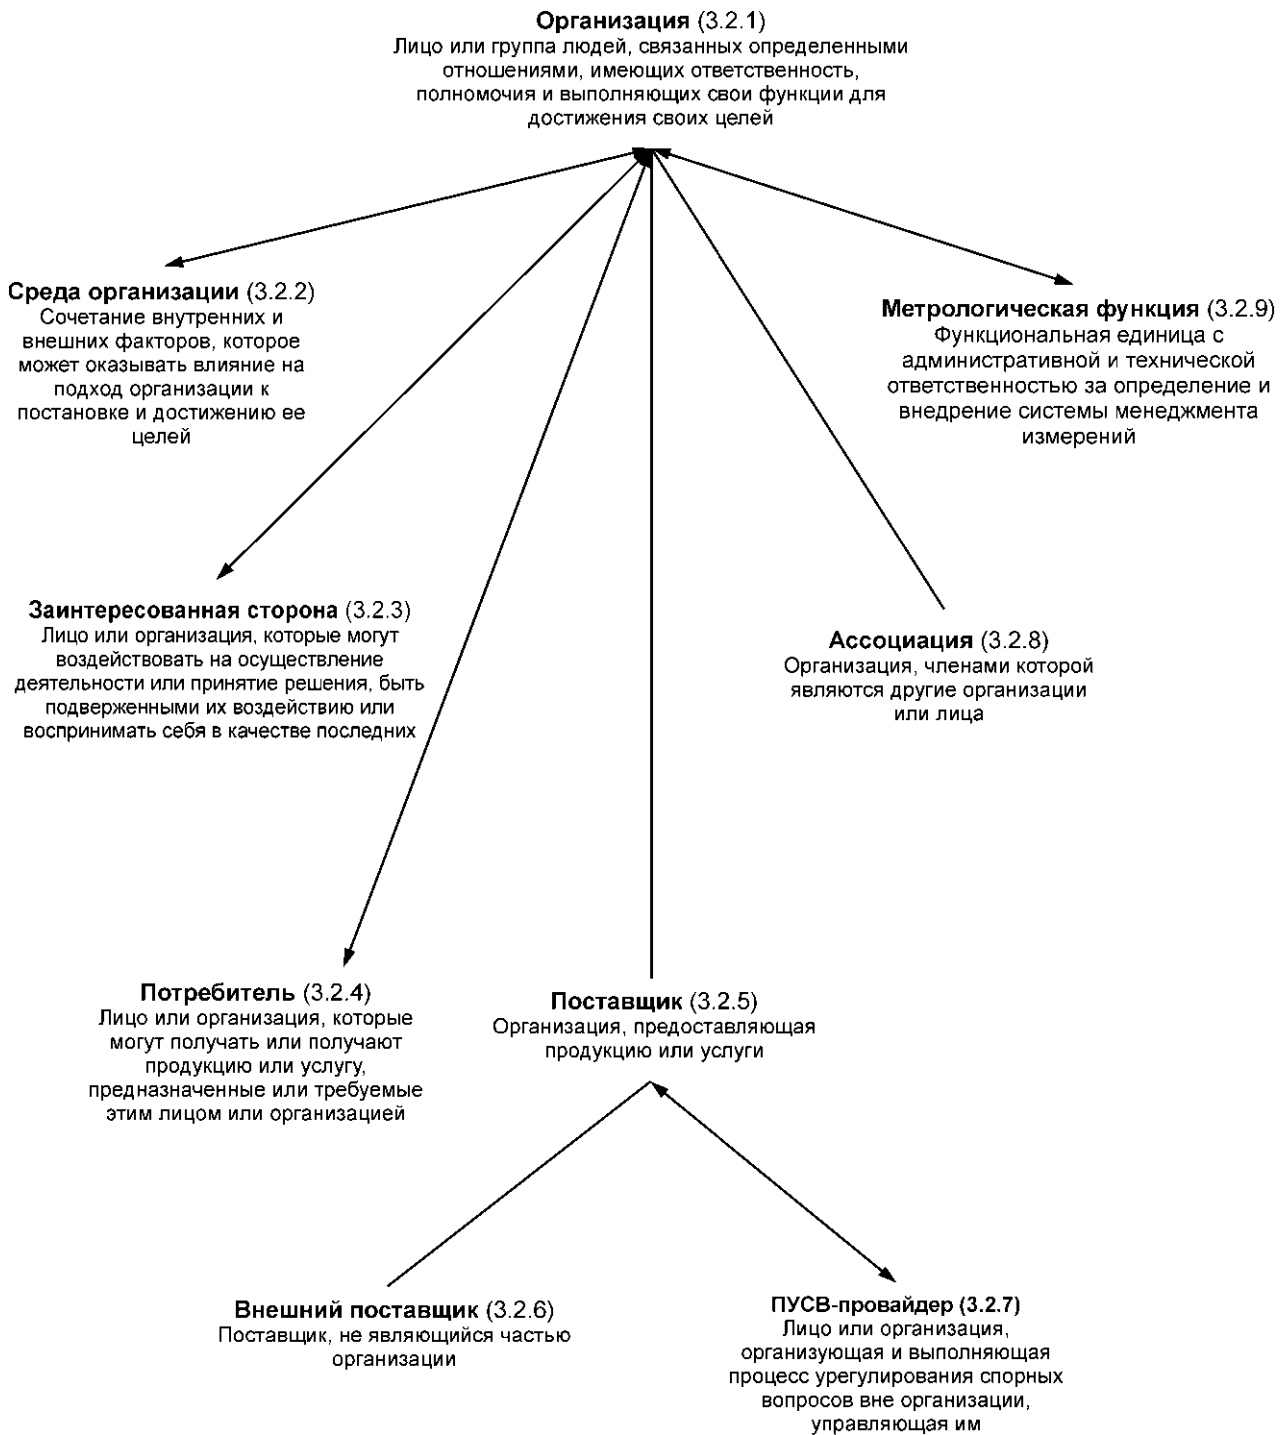 Организация (3.2.1)
Лицо или группа людей, связанных определенными
отношениями, имеющих ответственность,
полномочия и выполняющих свои функции для
достижения своих целей
Среда организации (3.2.2)
Сочетание внутренних и
внешних факторов, которое
может оказывать влияние на
подход организации к
постановке и достижению ее
целей
Метрологическая функция (3.2.9)
Функциональная единица с
административной и технической
ответственностью за определение и
внедрение системы менеджмента
измерений
Заинтересованная сторона (3.2.3)
Лицо или организация, которые могут
воздействовать на осуществление
деятельности или принятие решения, быть
подверженными их воздействию или
воспринимать себя в качестве последних
Ассоциация (3.2.8)
Организация, членами которой
являются другие организации
или лица
Потребитель (3.2.4)
Лицо или организация, которые
могут получать или получают
продукцию или услугу,
предназначенные или требуемые
этим лицом или организацией
Поставщик (3.2.5)
Организация, предоставляющая
продукцию или услуги
Внешний поставщик (3.2.6)
Поставщик, не являющийся частью
организации
ПУСВ-провайдер (3.2.7)
Лицо или организация,
организующая и выполняющая
процесс урегулирования спорных
вопросов вне организации,
управляющая им